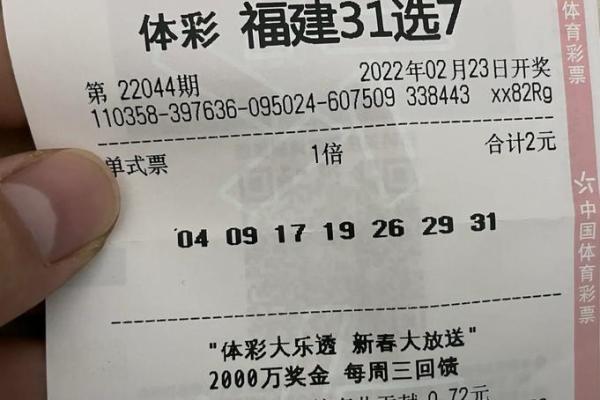 体彩 福建31选7
第 22044期 2022年02月23日开奖
110358-397636-095024-607509 338443 xx82Rg
单式票 1倍 合计2元
04 09 17 19 26 29 31
"体彩大乐透 新春大放送"
2000万奖金 每周三回馈
0.72元
体育彩票
中国体育彩票